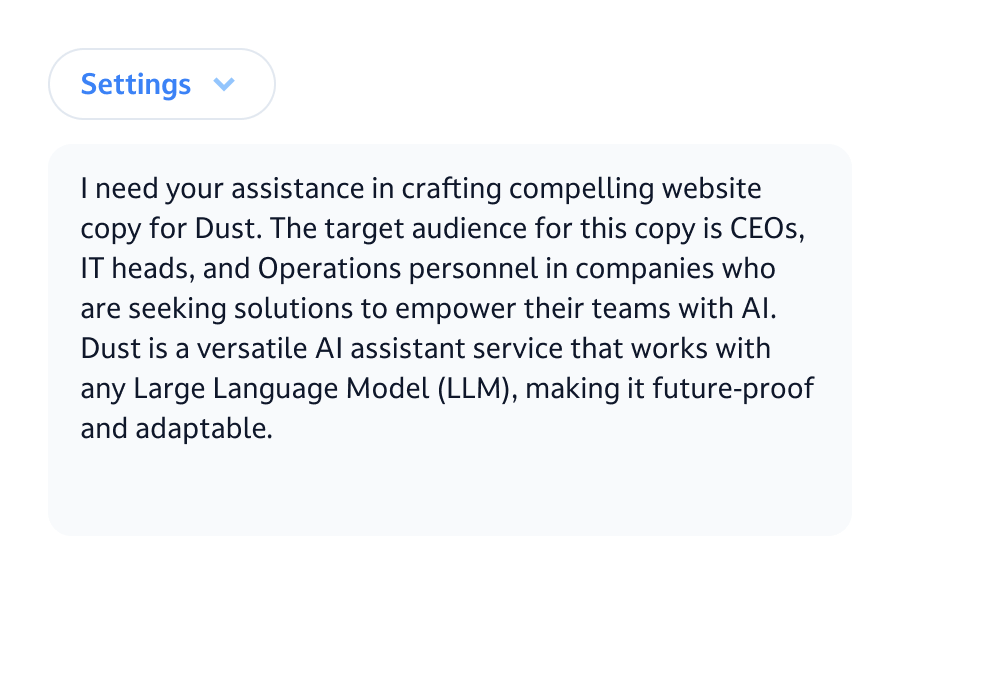 Settings
I need your assistance in crafting compelling website
copy for Dust. The target audience for this copy is CEOs,
IT heads, and Operations personnel in companies who
are seeking solutions to empower their teams with AI.
Dust is a versatile AI assistant service that works with
any Large Language Model (LLM), making it future-proof
and adaptable.